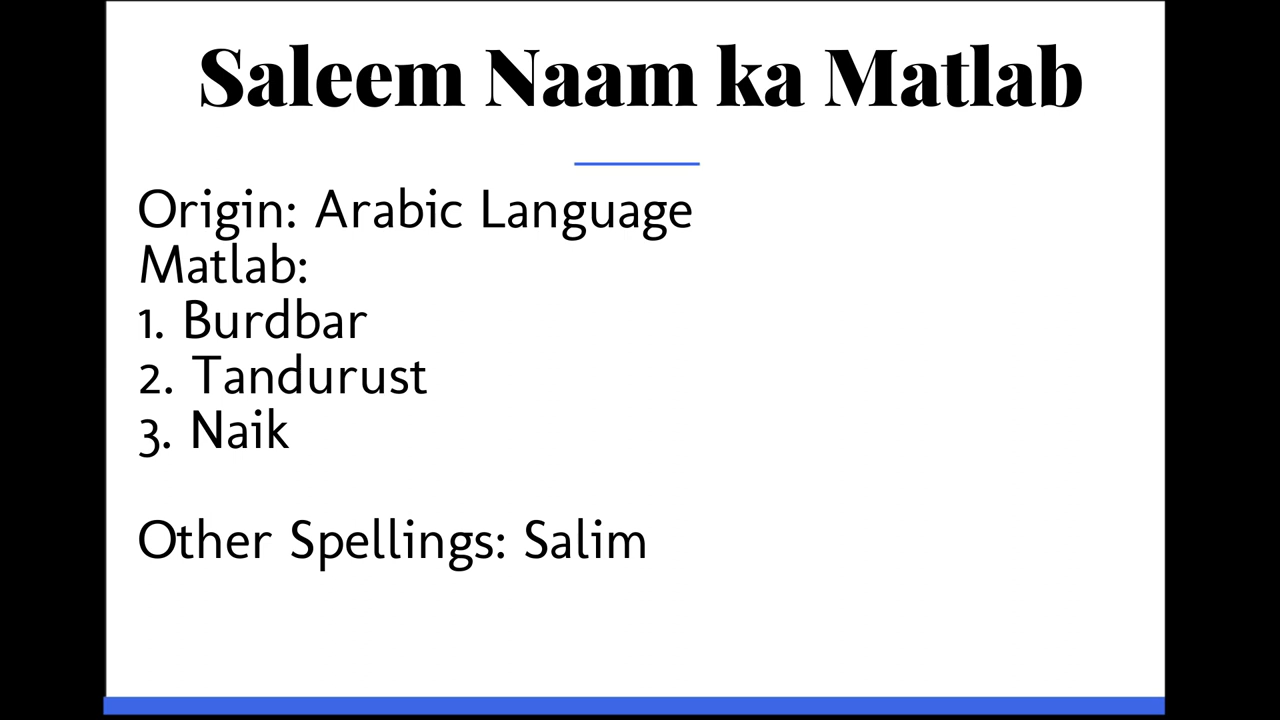 Saleem Naam ka Matlab
Origin: Arabic Language
Matlab:
1. Burdbar
2. Tandurust
3. Naik
Other Spellings: Salim